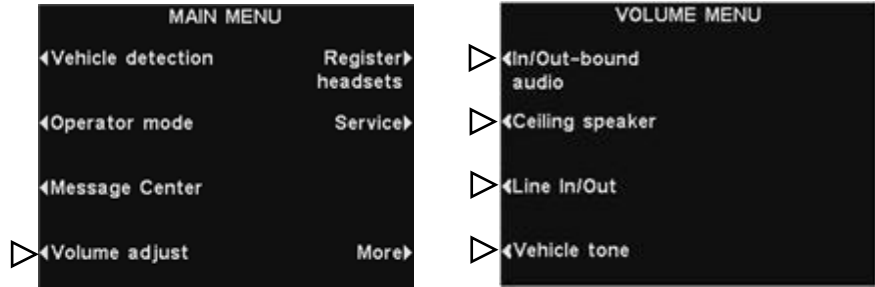 MAIN MENU
Vehicle detection
Register
headsets
Operator mode
Service
Message Center
Volume adjust
More
VOLUME MENU
In/Out-bound
audio
Ceiling speaker
Line In/Out
Vehicle tone